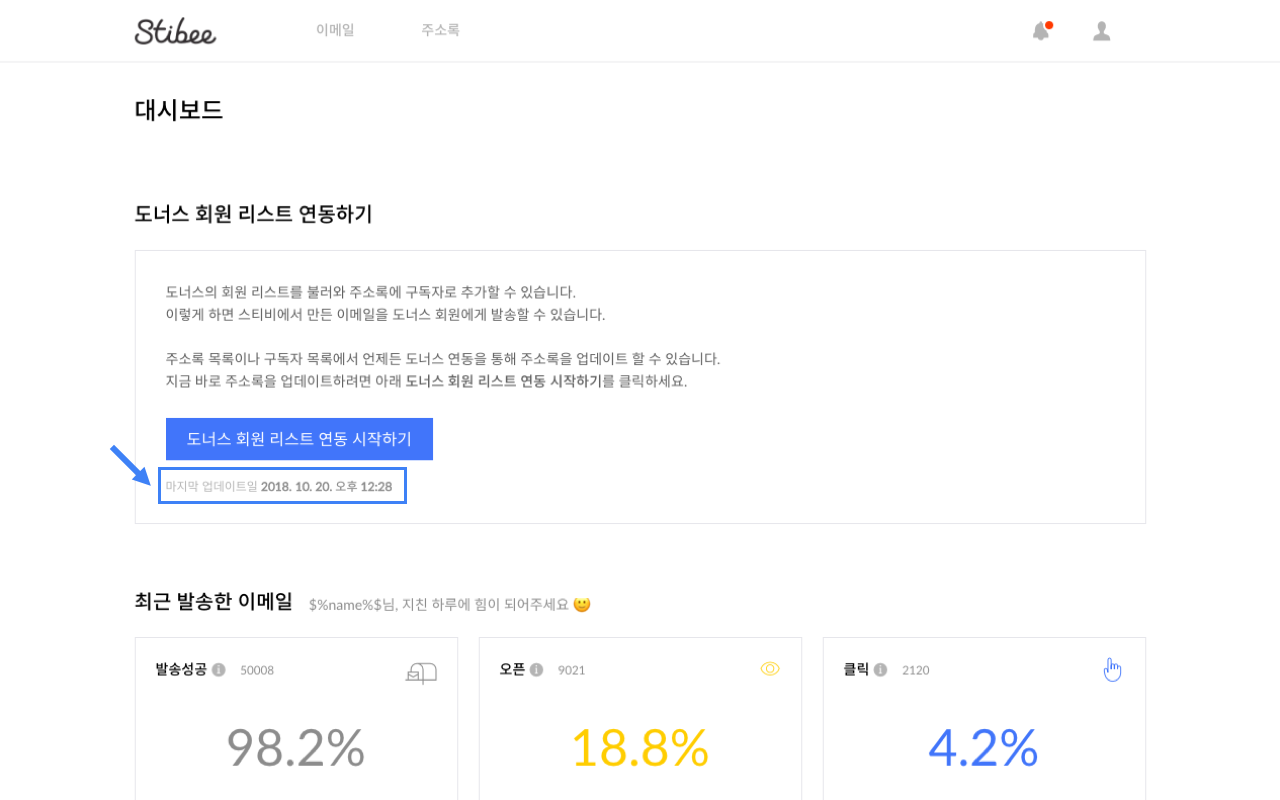 Stibee 이메일 주소록
대시보드
도너스 회원 리스트 연동하기
도너스의 회원 리스트를 불러와 주소록에 구독자로 추가할 수 있습니다.
이렇게 하면 스티비에서 만든 이메일을 도너스 회원에게 발송할 수 있습니다.
주소록 목록이나 구독자 목록에서 언제든 도너스 연동을 통해 주소록을 업데이트 할 수 있습니다.
지금 바로 주소록을 업데이트하려면 아래 도너스 회원 리스트 연동 시작하기를 클릭하세요.
도너스 회원 리스트 연동 시작하기
마지막 업데이트일 2018. 10. 20. 오후 12:28
최근 발송한 이메일 $%name%$님, 지친 하루에 힘이 되어주세요 🙂
발송성공 50008
98.2%
오픈 9021
18.8%
클릭 2120
4.2%